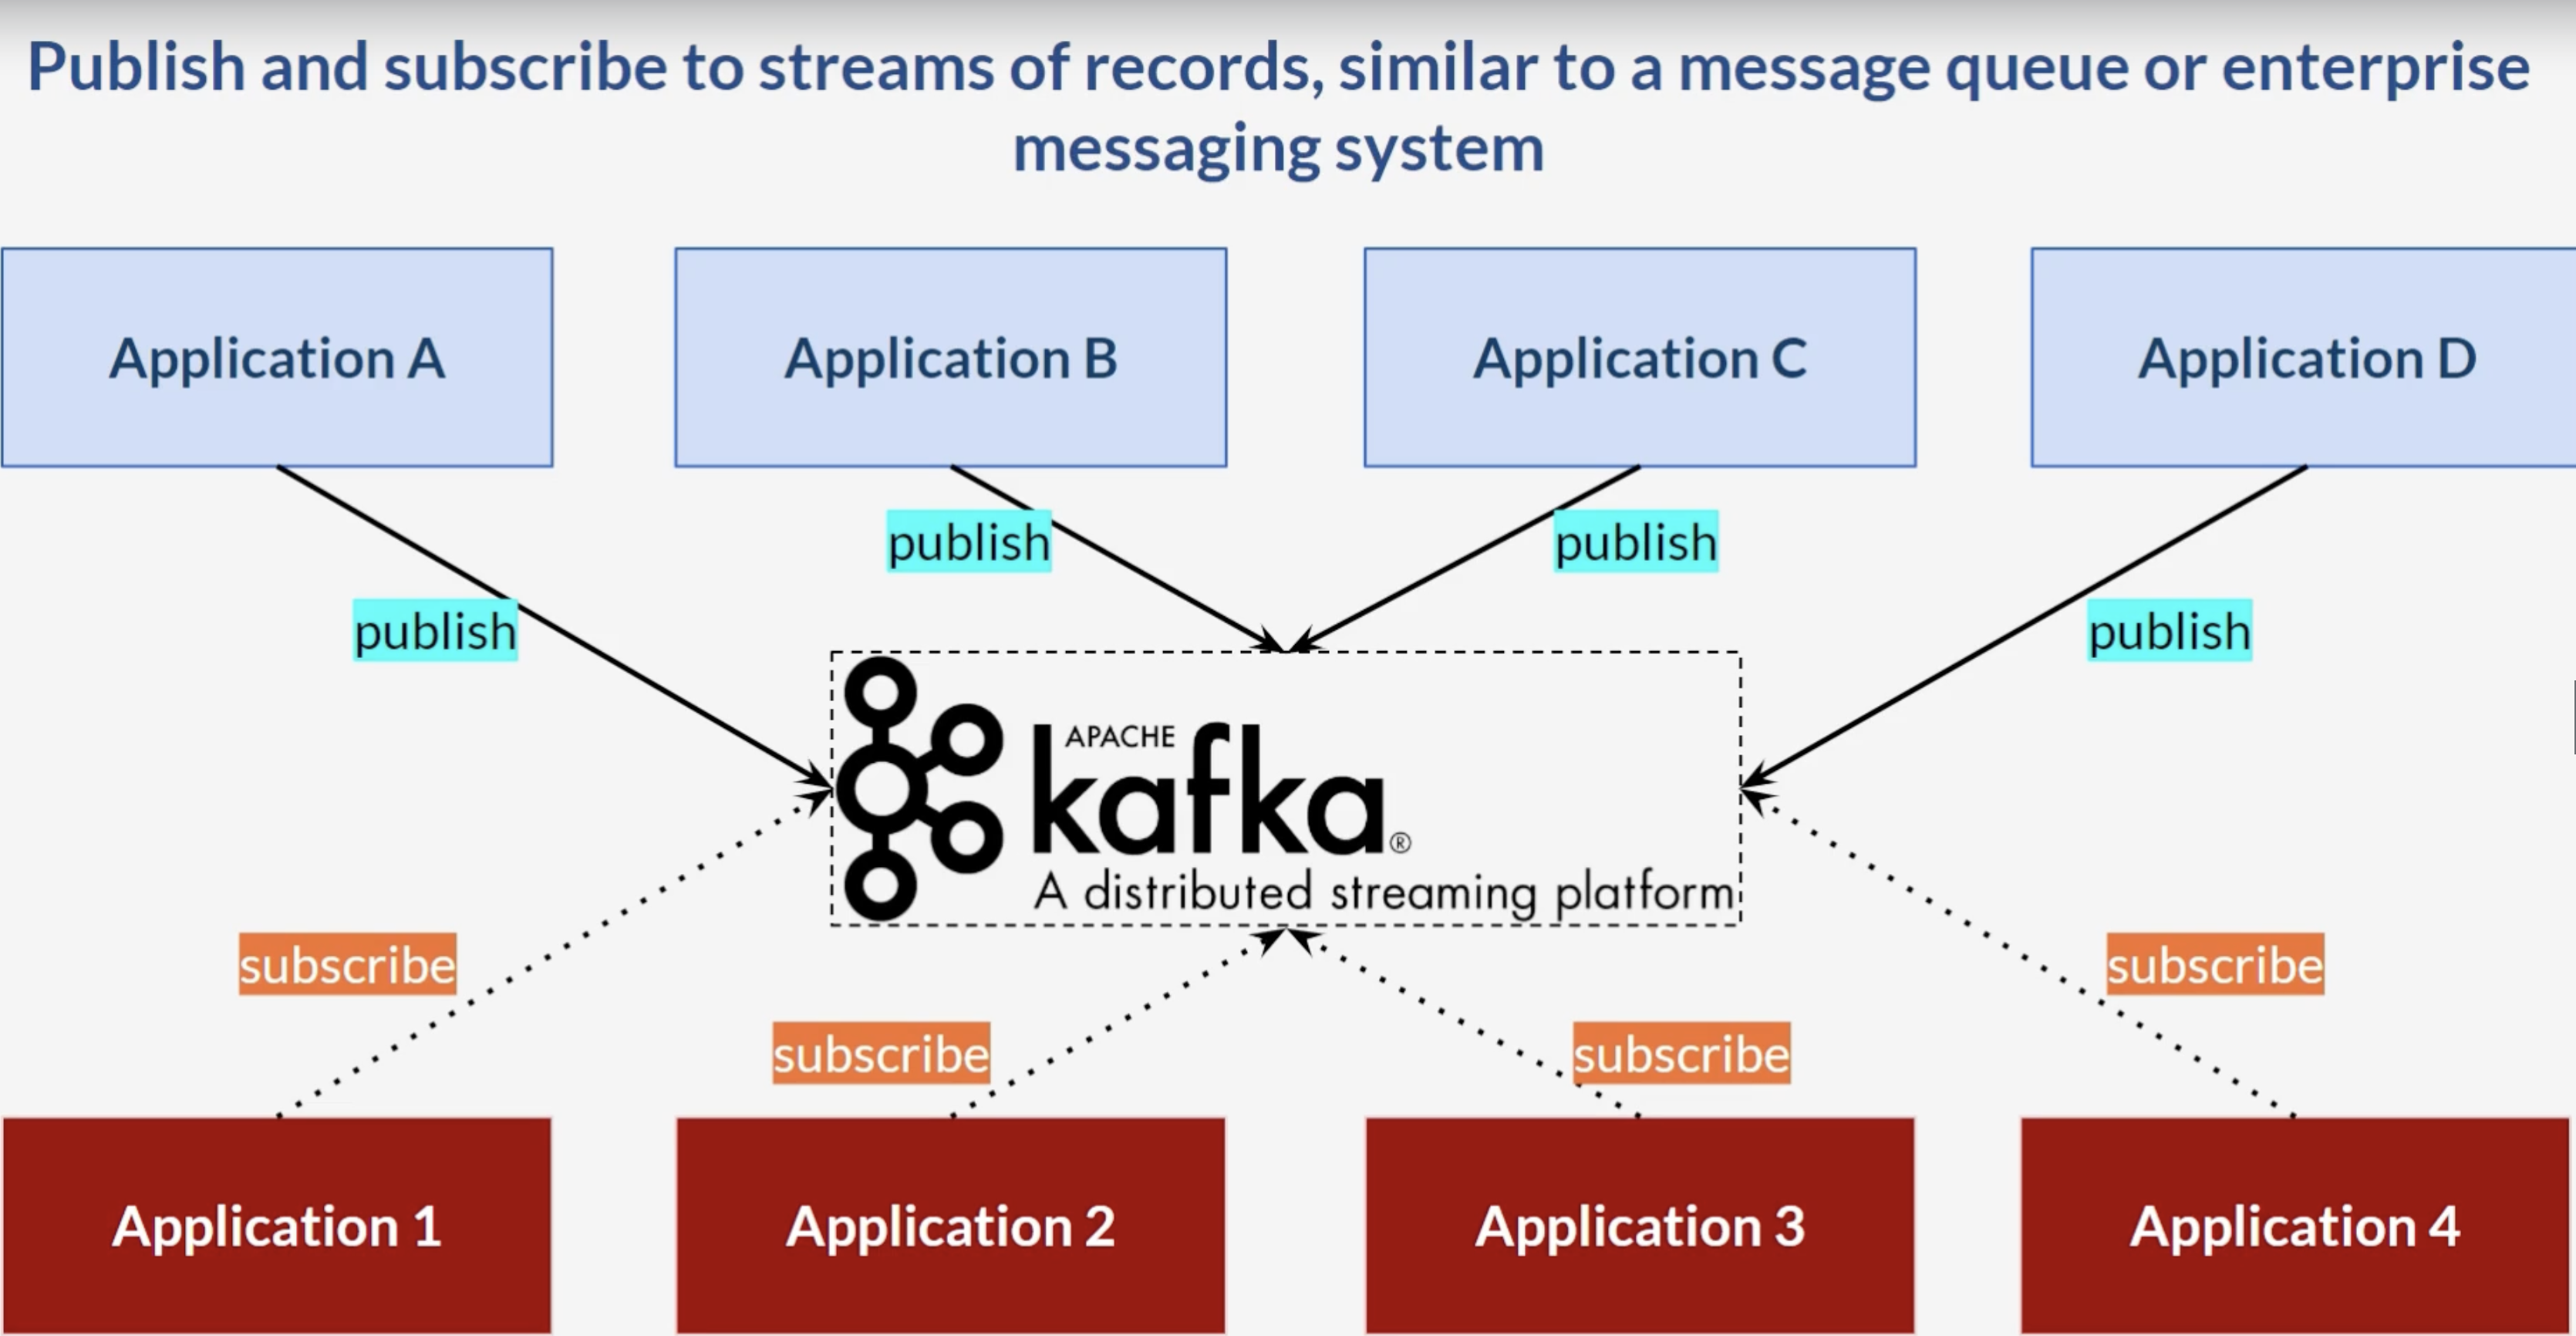 Publish and subscribe to streams of records, similar to a message queue or enterprise
messaging system
Application A
Application B
Application C
Application D
publish
publish
publish
publish
APACHE
kafka®
A distributed streaming platform
subscribe
subscribe
subscribe
subscribe
Application 1
Application 2
Application 3
Application 4